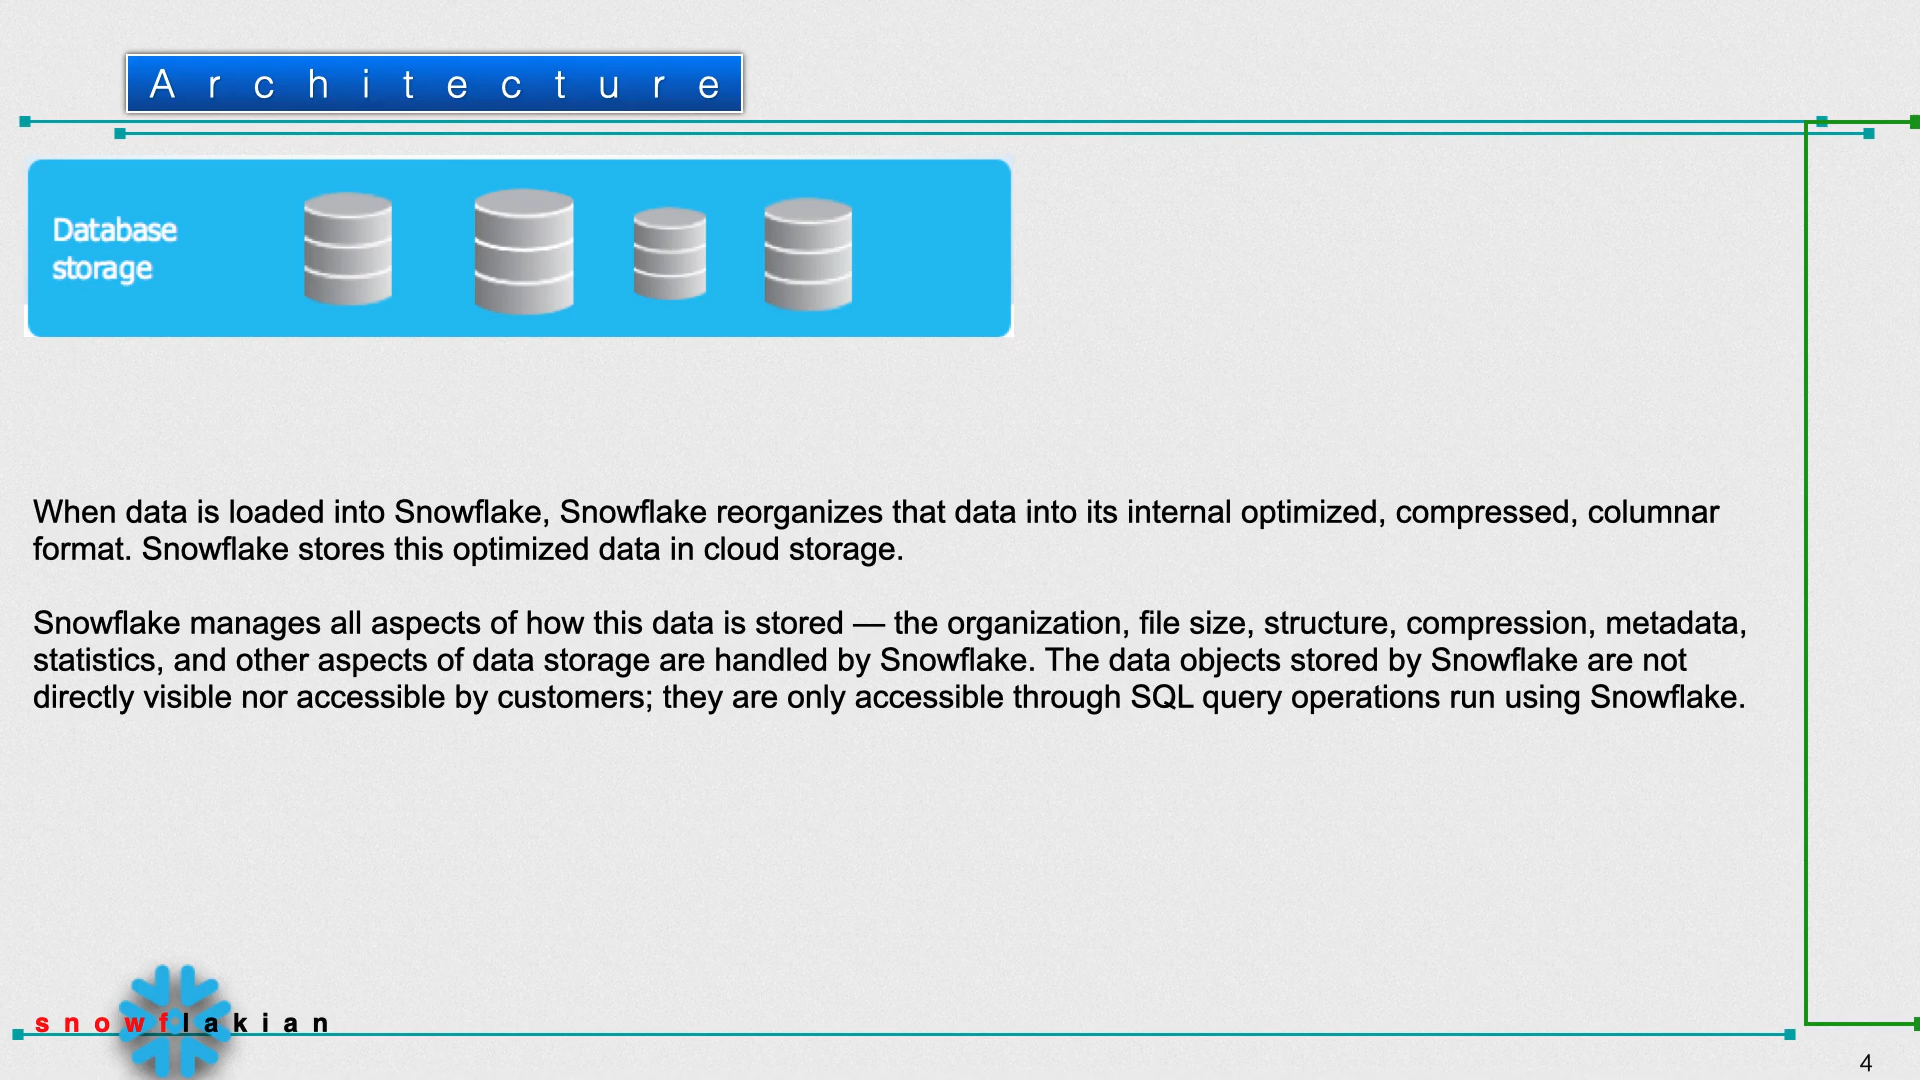 Architecture
Database
storage
When data is loaded into Snowflake, Snowflake reorganizes that data into its internal optimized, compressed, columnar
format. Snowflake stores this optimized data in cloud storage.
Snowflake manages all aspects of how this data is stored — the organization, file size, structure, compression, metadata,
statistics, and other aspects of data storage are handled by Snowflake. The data objects stored by Snowflake are not
directly visible nor accessible by customers; they are only accessible through SQL query operations run using Snowflake.
snowflakian
4